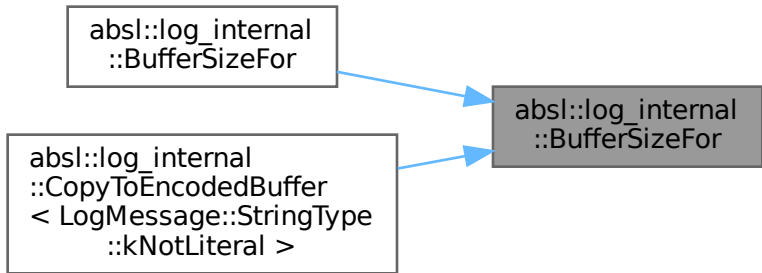 absl::log_internal
::BufferSizeFor
absl::log_internal
::CopyToEncodedBuffer
< LogMessage::StringType
::kNotLiteral >
absl::log_internal
::BufferSizeFor